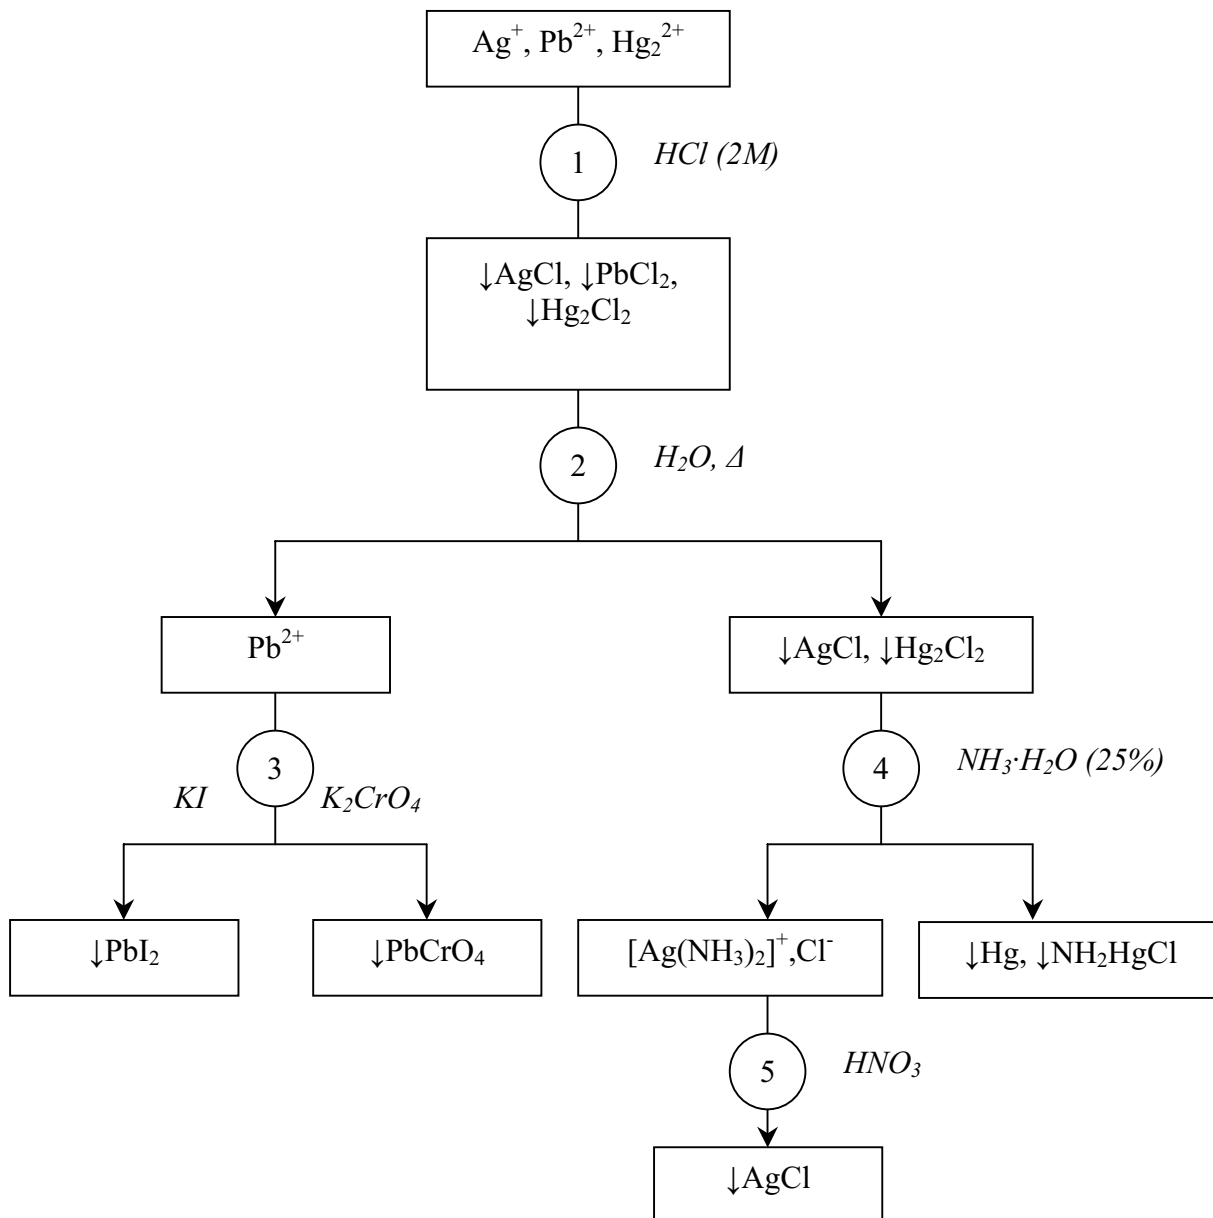 Ag⁺, Pb²⁺, Hg₂²⁺
1
HCl (2M)
↓AgCl, ↓PbCl₂,
↓Hg₂Cl₂
2
H₂O, Δ
Pb²⁺
↓AgCl, ↓Hg₂Cl₂
3
KI
K₂CrO₄
4
NH₃·H₂O (25%)
↓PbI₂
↓PbCrO₄
[Ag(NH₃)₂]⁺,Cl⁻
↓Hg, ↓NH₂HgCl
5
HNO₃
↓AgCl